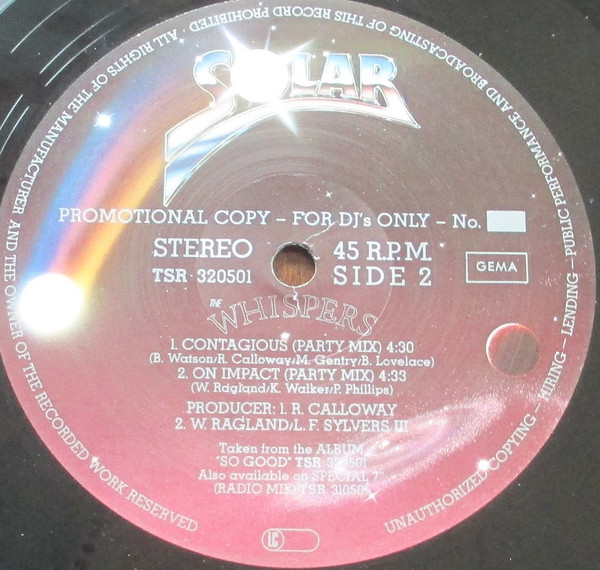 SOLAR
PROMOTIONAL COPY – FOR DJ's ONLY – No.
STEREO 45 R.P.M.
TSR · 320501 SIDE 2
GEMA
THE
WHISPERS
1. CONTAGIOUS (PARTY MIX) 4:30
(B. Watson/R. Calloway/M. Gentry/B. Lovelace)
2. ON IMPACT (PARTY MIX) 4:33
(W. Ragland/K. Walker/P. Phillips)
PRODUCER: 1. R. CALLOWAY
2. W. RAGLAND/L. F. SYLVERS III
Taken from the ALBUM
"SO GOOD" TSR
Also available on SPECIAL 7"
(RADIO MIX TSR
LC
ALL RIGHTS OF THE MANUFACTURER AND THE OWNER OF THE RECORDED WORK RESERVED
UNAUTHORIZED COPYING – HIRING – LENDING – PUBLIC PERFORMANCE AND BROADCASTING OF THIS RECORD PROHIBITED